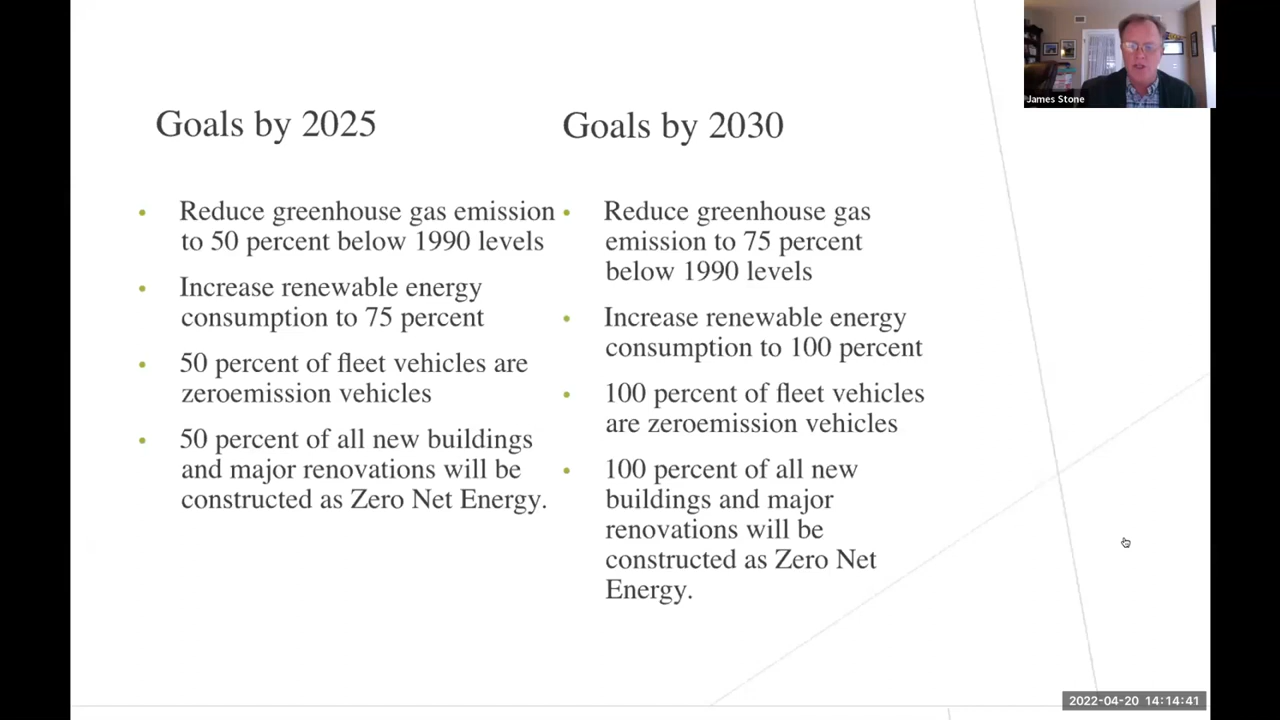 James Stone
Goals by 2025
Reduce greenhouse gas emission
to 50 percent below 1990 levels
Increase renewable energy
consumption to 75 percent
50 percent of fleet vehicles are
zeroemission vehicles
50 percent of all new buildings
and major renovations will be
constructed as Zero Net Energy.
Goals by 2030
Reduce greenhouse gas
emission to 75 percent
below 1990 levels
Increase renewable energy
consumption to 100 percent
100 percent of fleet vehicles
are zeroemission vehicles
100 percent of all new
buildings and major
renovations will be
constructed as Zero Net
Energy.
2022-04-20 14:14:41